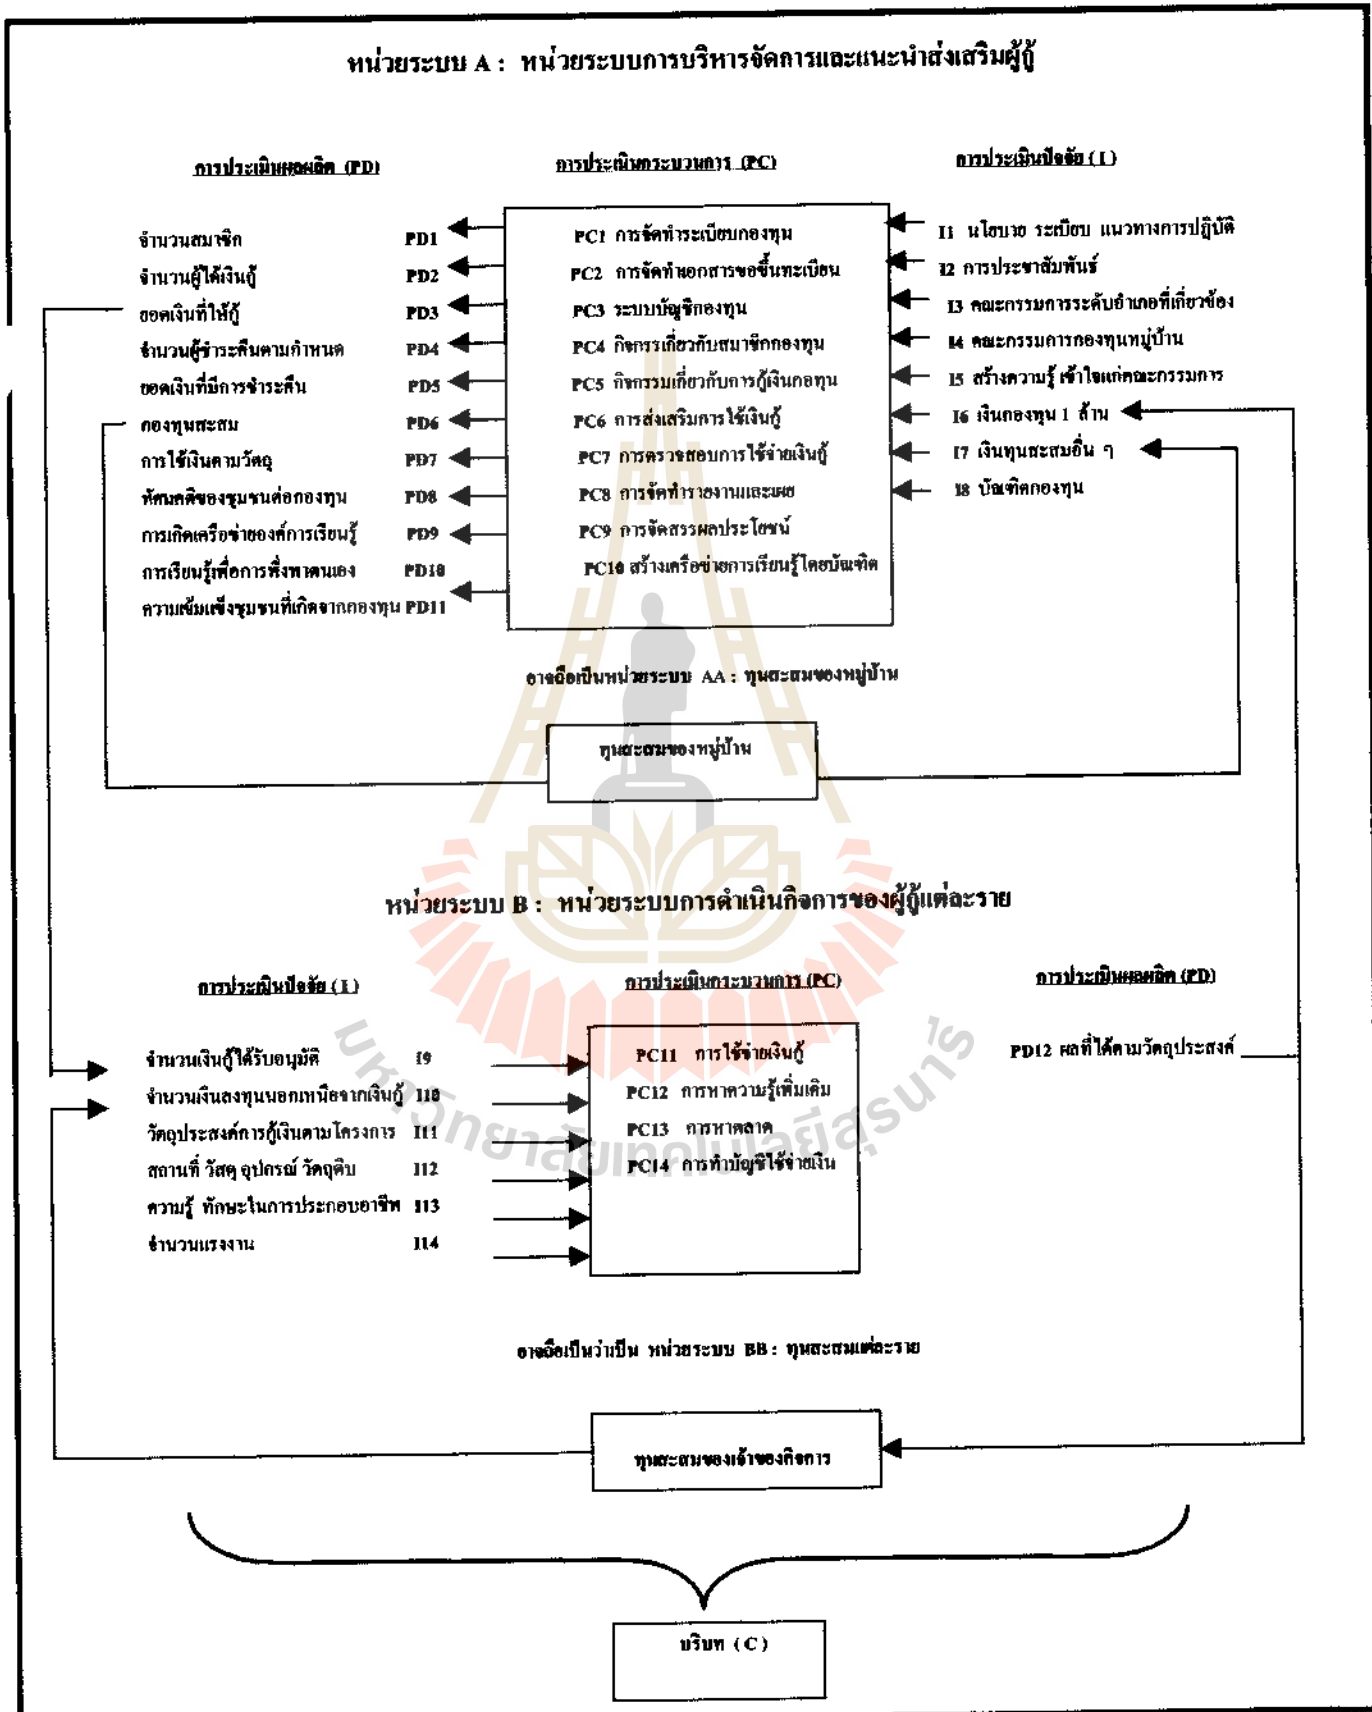 หน่วยระบบ A : หน่วยระบบการบริหารจัดการและแนะนำส่งเสริมผู้กู้
การประเมินผลผลิต (PD) การประเมินกระบวนการ (PC) การประเมินปัจจัย ( I )
จำนวนสมาชิก PD1 PC1 การจัดทำระเบียบกองทุน I1 นโยบาย ระเบียบ แนวทางการปฏิบัติ
จำนวนผู้ได้เงินกู้ PD2 PC2 การจัดทำเอกสารขอขึ้นทะเบียน I2 การประชาสัมพันธ์
ยอดเงินที่ให้กู้ PD3 PC3 ระบบบัญชีกองทุน I3 คณะกรรมการระดับอำเภอที่เกี่ยวข้อง
จำนวนผู้ชำระคืนตามกำหนด PD4 PC4 กิจกรรเกี่ยวกับสมาชิกกองทุน I4 คณะกรรมการกองทุนหมู่บ้าน
ยอดเงินที่มีการชำระคืน PD5 PC5 กิจกรรมเกี่ยวกับการกู้เงินกอทุน I5 สร้างความรู้ เข้าใจแก่คณะกรรมการ
กองทุนสะสม PD6 PC6 การส่งเสริมการใช้เงินกู้ I6 เงินกองทุน 1 ล้าน
การใช้เงินตามวัตถุ PD7 PC7 การตรวจสอบการใช้จ่ายเงินกู้ I7 เงินทุนสะสมอื่น ๆ
ทัศนคติของชุมชนต่อกองทุน PD8 PC8 การจัดทำรายงานและเผย I8 บัณฑิตกองทุน
การเกิดเครือข่ายองค์การเรียนรู้ PD9 PC9 การจัดสรรผลประโยชน์
การเรียนรู้เพื่อการพึ่งพาตนเอง PD10 PC10 สร้างเครือข่ายการเรียนรู้โดยบัณฑิต
ความเข้มแข็งชุมชนที่เกิดจากกองทุน PD11
อาจถือเป็นหน่วยระบบ AA : ทุนสะสมของหมู่บ้าน
ทุนสะสมของหมู่บ้าน
หน่วยระบบ B : หน่วยระบบการดำเนินกิจการของผู้กู้แต่ละราย
การประเมินปัจจัย ( I ) การประเมินกระบวนการ (PC) การประเมินผลผลิต (PD)
จำนวนเงินกู้ได้รับอนุมัติ I9 PC11 การใช้จ่ายเงินกู้ PD12 ผลที่ได้ตามวัตถุประสงค์
จำนวนเงินลงทุนนอกเหนือจากเงินกู้ I10 PC12 การหาความรู้เพิ่มเติม
วัตถุประสงค์การกู้เงินตามโครงการ I11 PC13 การหาตลาด
สถานที่ วัสดุ อุปกรณ์ วัตถุดิบ I12 PC14 การทำบัญชีใช้จ่ายเงิน
ความรู้ ทักษะในการประกอบอาชีพ I13
จำนวนแรงงาน I14
มหาวิทยาลัยเทคโนโลยีสุรนารี
อาจถือเป็นว่าเป็น หน่วยระบบ BB : ทุนสะสมแต่ละราย
ทุนสะสมของเจ้าของกิจการ
บริบท ( C )